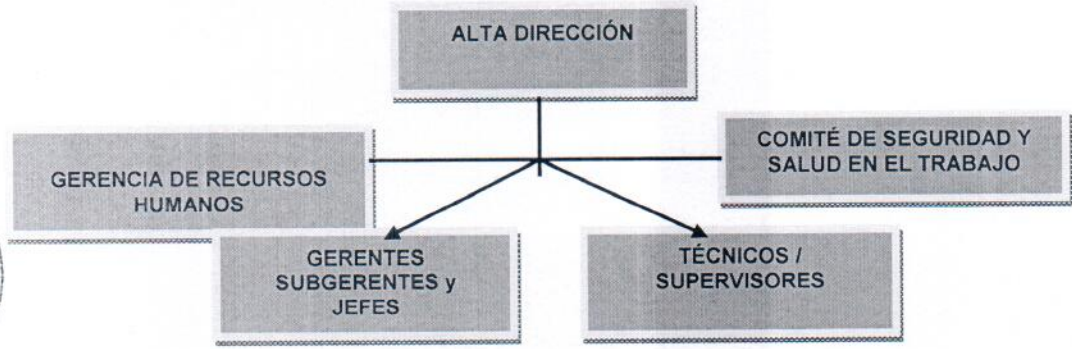 ALTA DIRECCIÓN
GERENCIA DE RECURSOS
HUMANOS
COMITÉ DE SEGURIDAD Y
SALUD EN EL TRABAJO
GERENTES
SUBGERENTES y
JEFES
TÉCNICOS /
SUPERVISORES